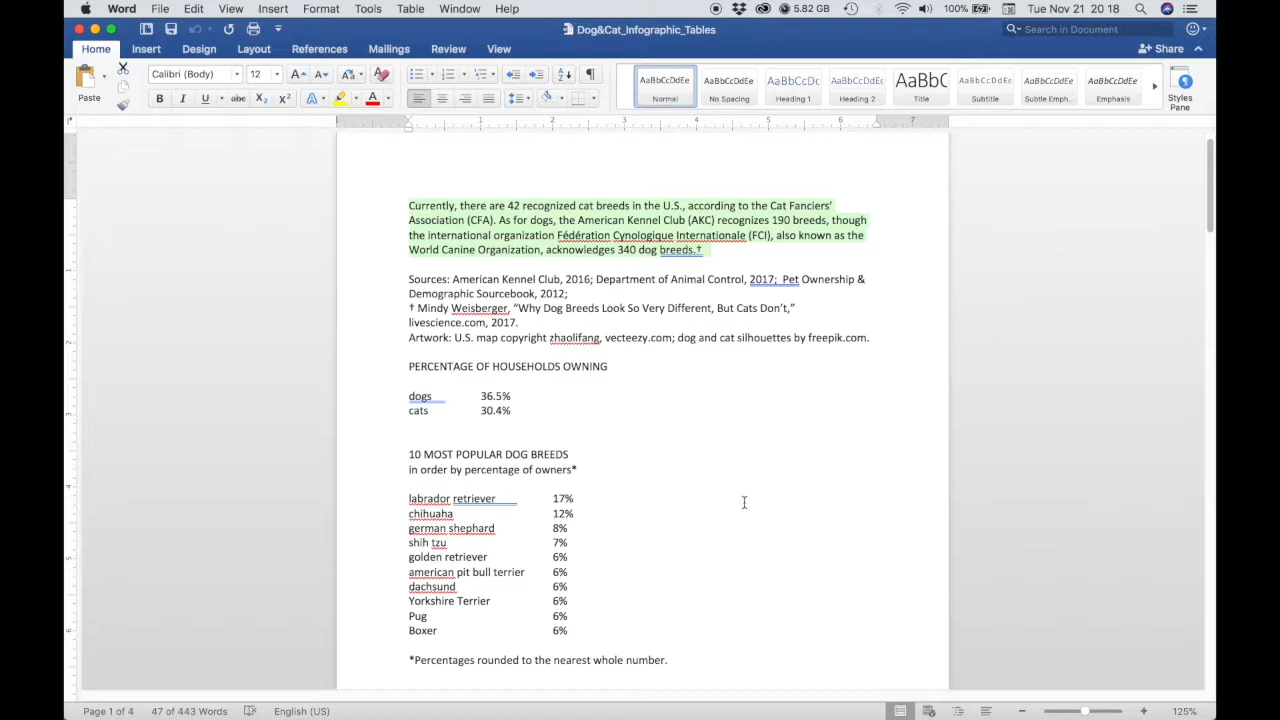 Word File Edit View Insert Format Tools Table Window Help 5.82 GB 100% Tue Nov 21 20 18
Dog&Cat_Infographic_Tables
Search in Document
Home Insert Design Layout References Mailings Review View
Share
Paste
Calibri (Body) 12
B I U abc X₂ X²
AaBbCcDdEe AaBbCcDdEe AaBbCcDc AaBbCcDdEe AaBbC AaBbCcDdEe AaBbCcDdEe AaBbCcDdEe
Normal No Spacing Heading 1 Heading 2 Title Subtitle Subtle Emph... Emphasis
Styles
Pane
1 2 3 4 5 6 7
Currently, there are 42 recognized cat breeds in the U.S., according to the Cat Fanciers’
Association (CFA). As for dogs, the American Kennel Club (AKC) recognizes 190 breeds, though
the international organization Fédération Cynologique Internationale (FCI), also known as the
World Canine Organization, acknowledges 340 dog breeds.†
Sources: American Kennel Club, 2016; Department of Animal Control, 2017; Pet Ownership &
Demographic Sourcebook, 2012;
† Mindy Weisberger, “Why Dog Breeds Look So Very Different, But Cats Don’t,”
livescience.com, 2017.
Artwork: U.S. map copyright zhaolifang, vecteezy.com; dog and cat silhouettes by freepik.com.
PERCENTAGE OF HOUSEHOLDS OWNING
dogs 36.5%
cats 30.4%
10 MOST POPULAR DOG BREEDS
in order by percentage of owners*
labrador retriever 17%
chihuaha 12%
german shephard 8%
shih tzu 7%
golden retriever 6%
american pit bull terrier 6%
dachsund 6%
Yorkshire Terrier 6%
Pug 6%
Boxer 6%
*Percentages rounded to the nearest whole number.
Page 1 of 4 47 of 443 Words English (US) 125%